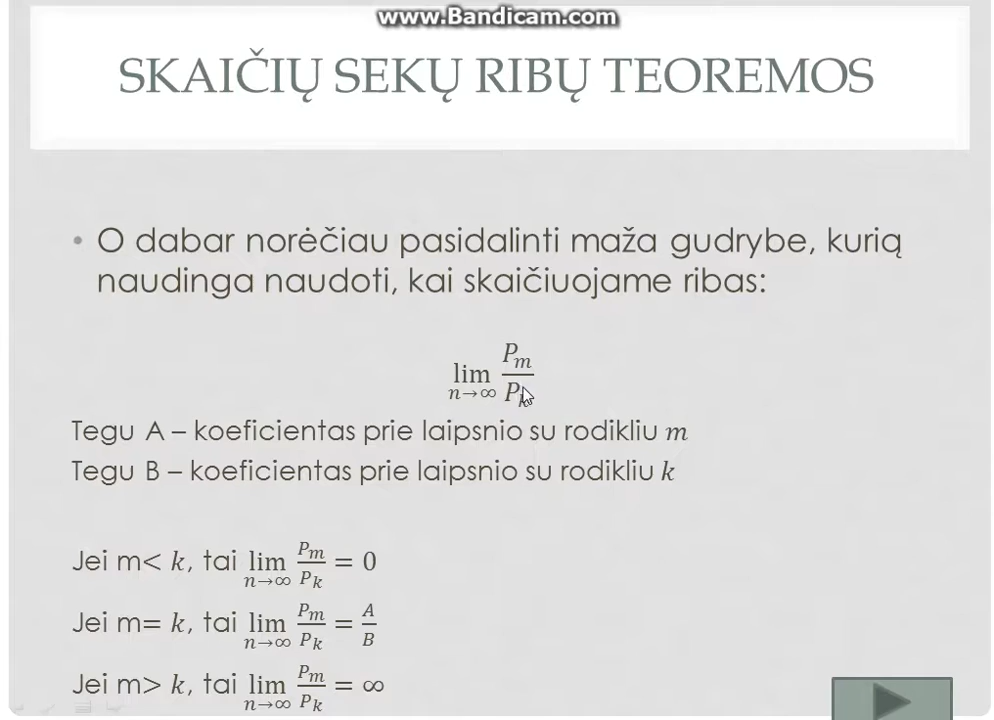 www.Bandicam.com
SKAIČIŲ SEKŲ RIBŲ TEOREMOS
• O dabar norėčiau pasidalinti maža gudrybe, kurią
naudinga naudoti, kai skaičiuojame ribas:
lim n→∞ Pm/Pk
Tegu A – koeficientas prie laipsnio su rodikliu m
Tegu B – koeficientas prie laipsnio su rodikliu k
Jei m< k, tai lim n→∞ Pm/Pk = 0
Jei m= k, tai lim n→∞ Pm/Pk = A/B
Jei m> k, tai lim n→∞ Pm/Pk = ∞